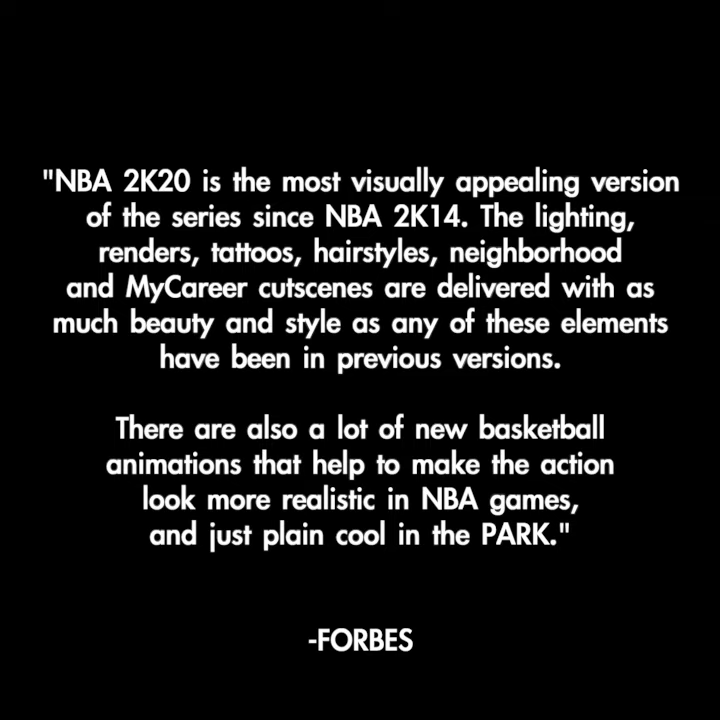 "NBA 2K20 is the most visually appealing version
of the series since NBA 2K14. The lighting,
renders, tattoos, hairstyles, neighborhood
and MyCareer cutscenes are delivered with as
much beauty and style as any of these elements
have been in previous versions.
There are also a lot of new basketball
animations that help to make the action
look more realistic in NBA games,
and just plain cool in the PARK."
-FORBES